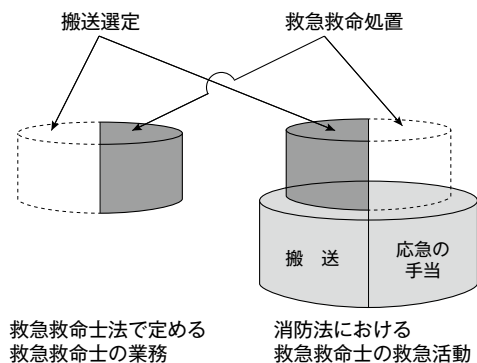 搬送選定
救急救命処置
搬　送
応急の
手当
救急救命士法で定める
救急救命士の業務
消防法における
救急救命士の救急活動